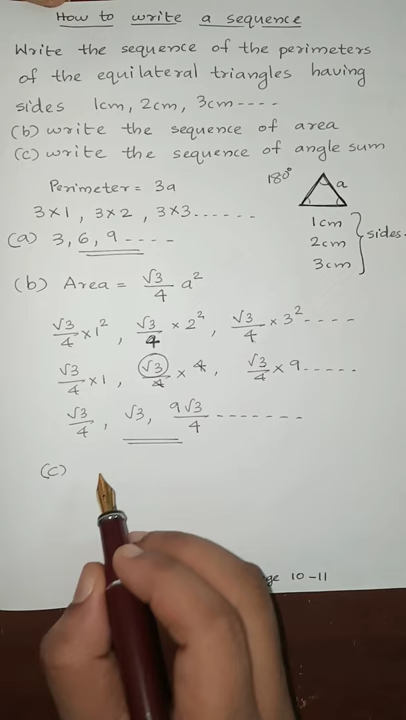 How to write a sequence
Write the sequence of the perimeters
of the equilateral triangles having
sides 1cm, 2cm, 3cm ----
(b) write the sequence of area
(c) write the sequence of angle sum
Perimeter = 3a
180°
a
3×1, 3×2, 3×3......
1cm
2cm
3cm
sides
(a) 3, 6, 9 ----
(b) Area = √3/4 a²
√3/4 ×1², √3/4 × 2², √3/4 × 3² ----
√3/4 ×1, √3/4 × 4, √3/4 × 9.....
√3/4, √3, 9√3/4 -------
(c)
10-11